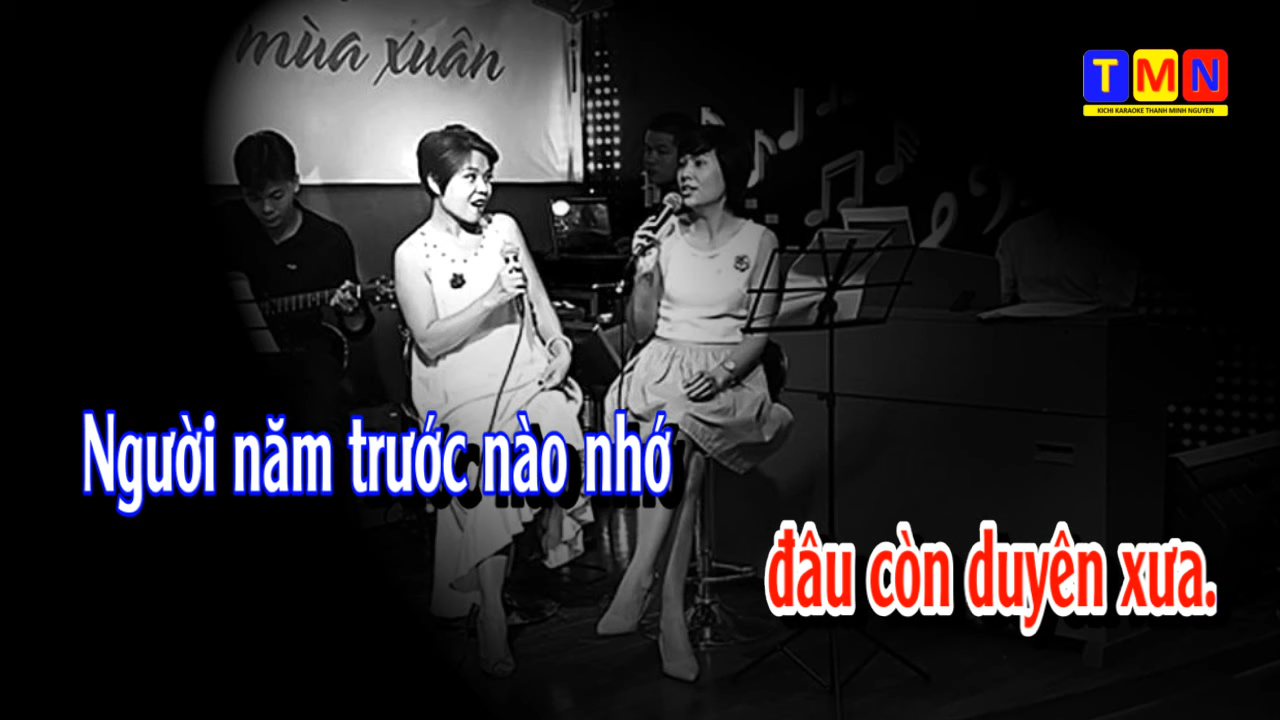 mùa xuân
TMN
KICHI KARAOKE THANH MINH NGUYEN
Người năm trước nào nhớ
đâu còn duyên xưa.